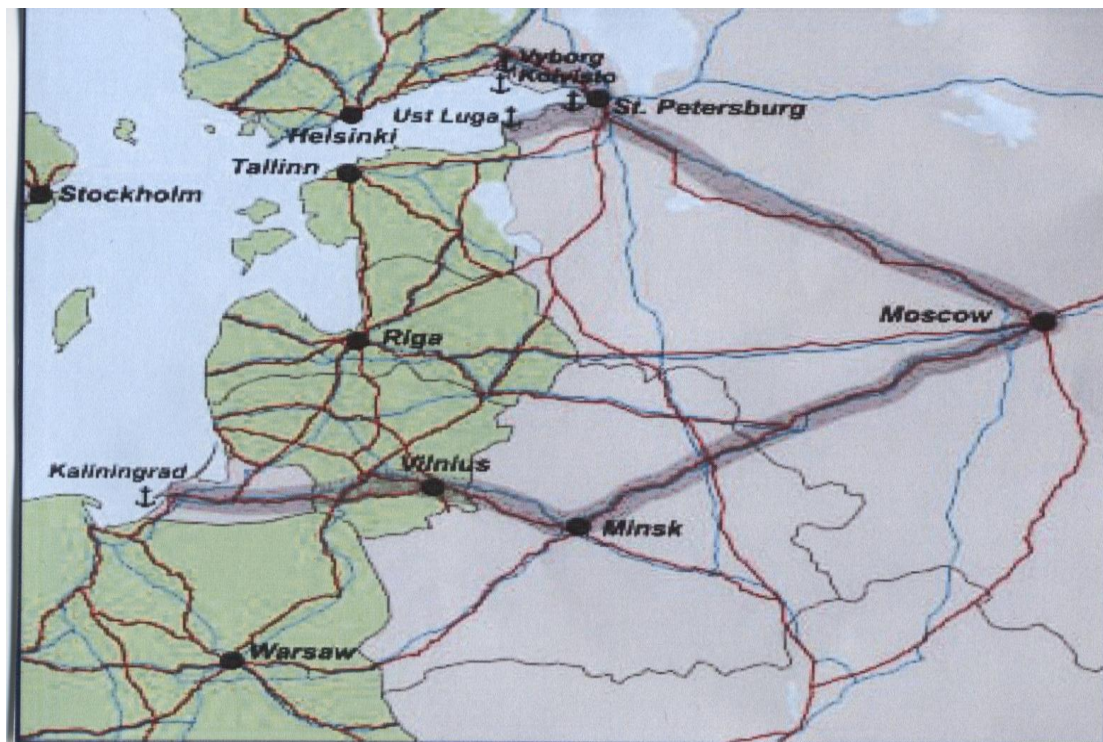 Vyborg
Koivisto
Ust Luga
St. Petersburg
Helsinki
Tallinn
Stockholm
Moscow
Riga
Kaliningrad
Vilnius
Minsk
Warsaw